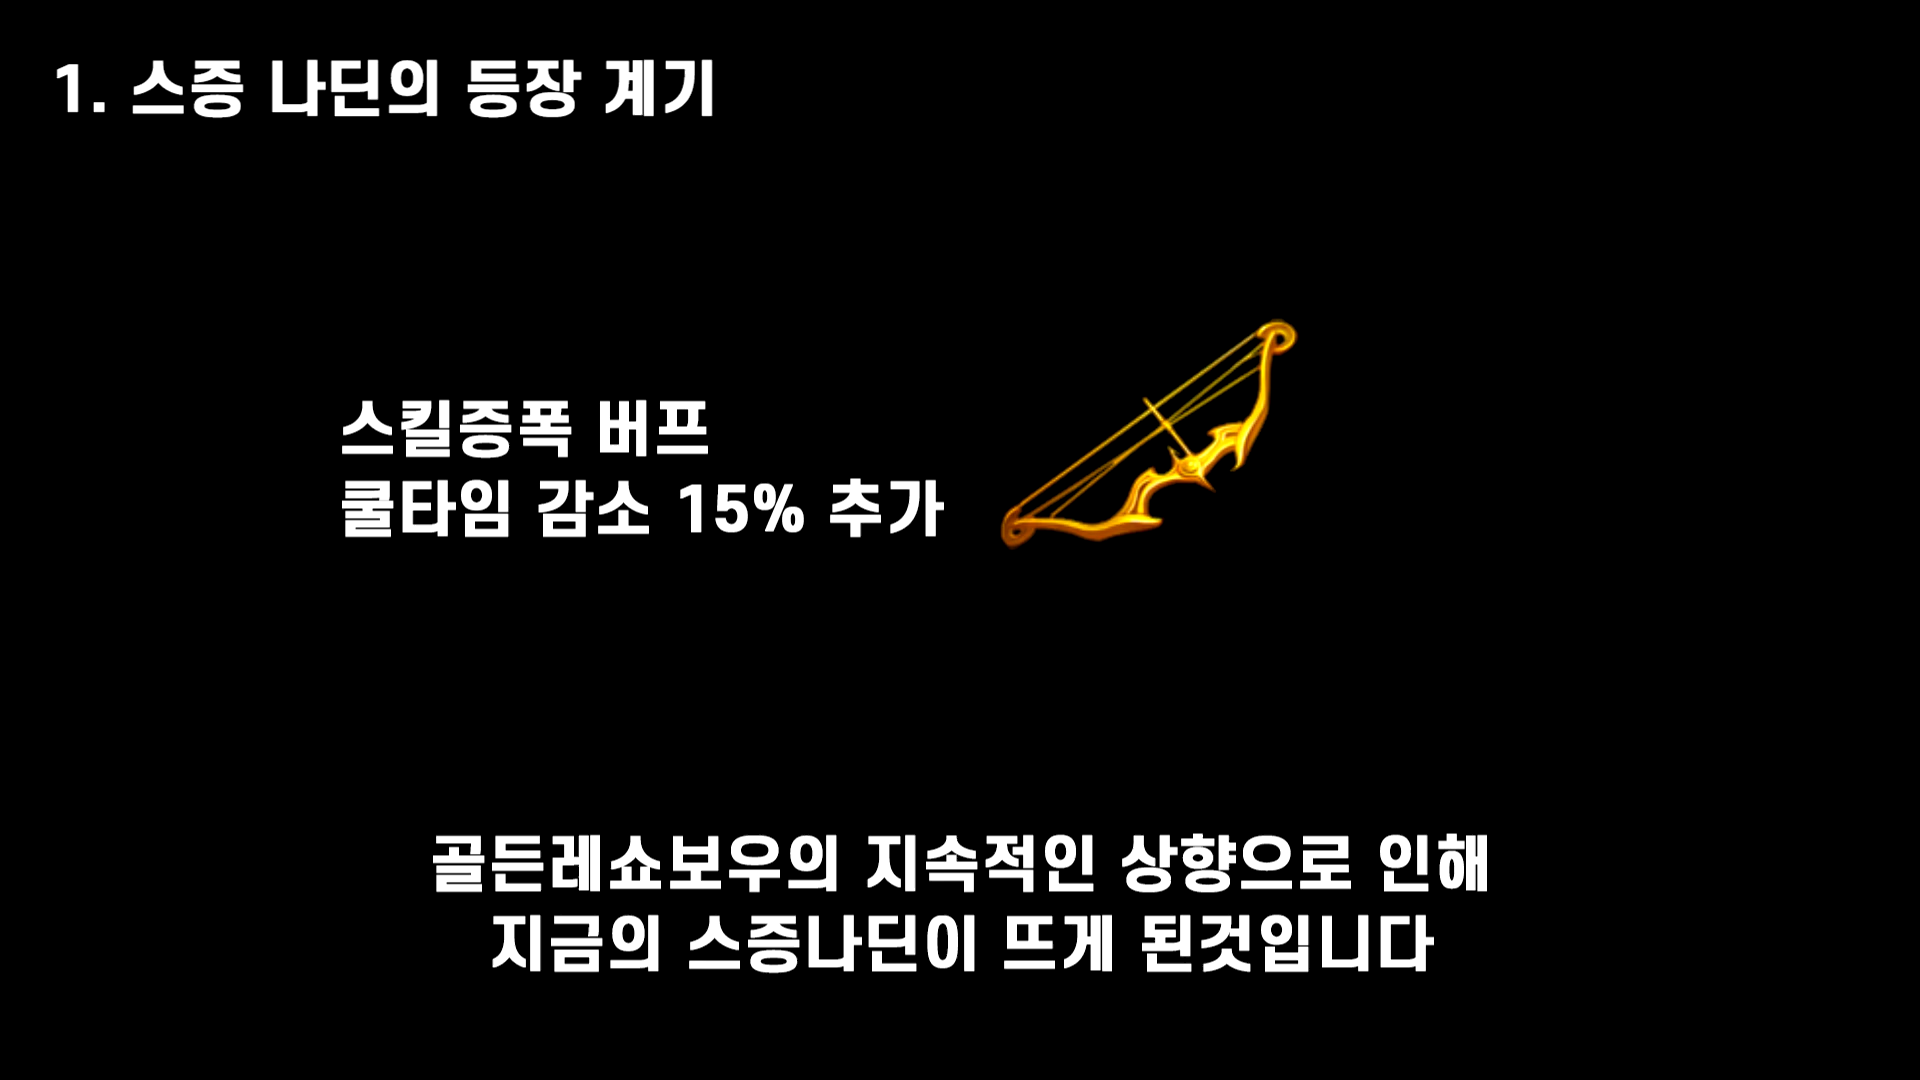 1. 스증 나딘의 등장 계기
스킬증폭 버프
쿨타임 감소 15% 추가
골든레쇼보우의 지속적인 상향으로 인해
지금의 스증나딘이 뜨게 된것입니다